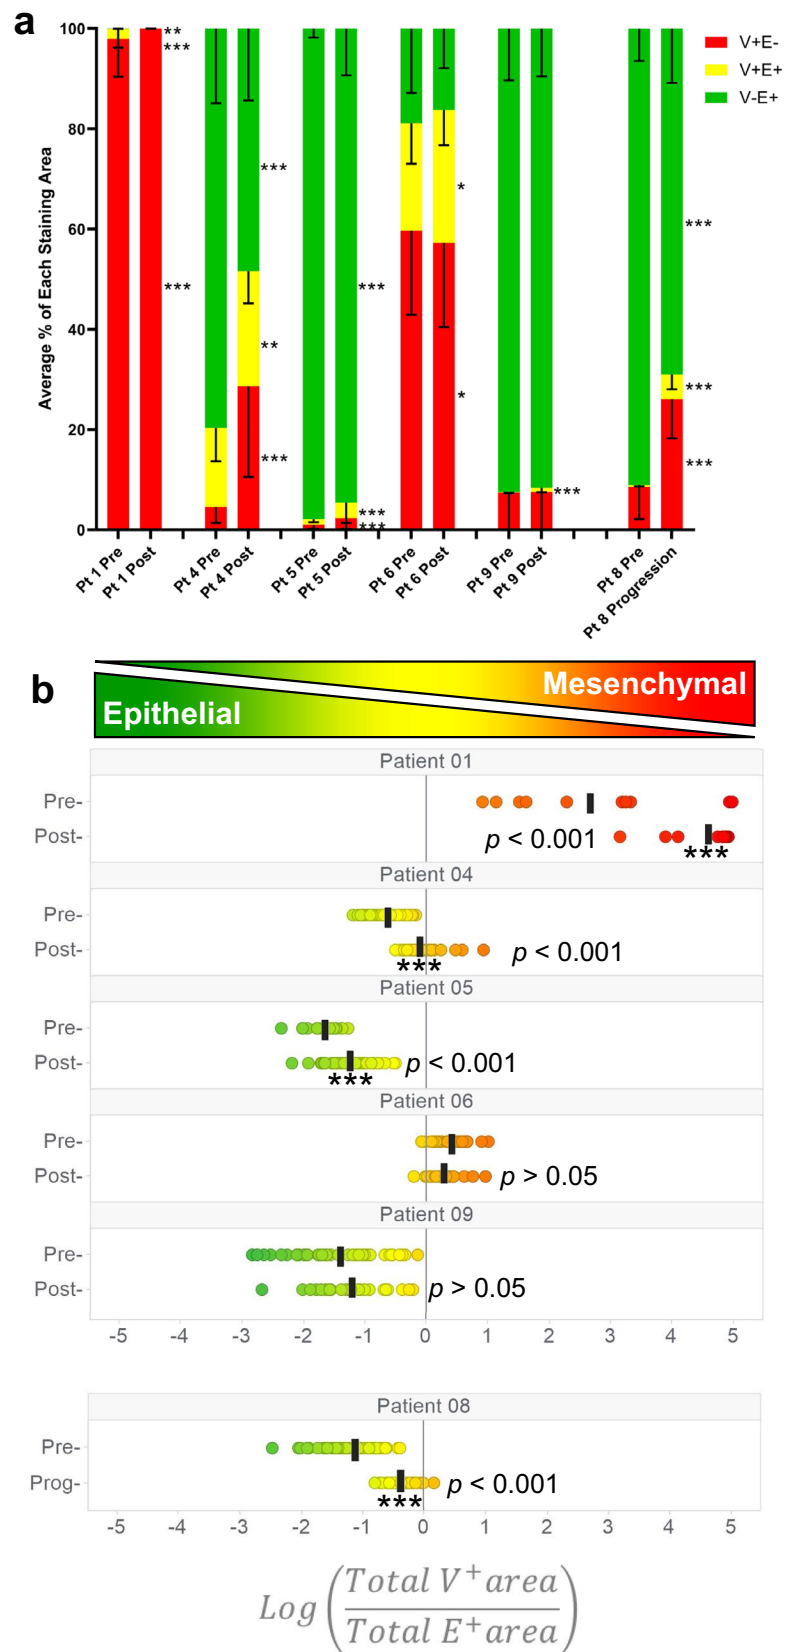 a
100
80
60
40
20
0
Average % of Each Staining Area
V+E-
V+E+
V-E+
**
***
***
***
**
***
***
***
***
*
*
***
***
***
***
Pt 1 Pre
Pt 1 Post
Pt 4 Pre
Pt 4 Post
Pt 5 Pre
Pt 5 Post
Pt 6 Pre
Pt 6 Post
Pt 9 Pre
Pt 9 Post
Pt 8 Pre
Pt 8 Progression
b
Epithelial
Mesenchymal
Patient 01
Pre-
Post-
p < 0.001
***
Patient 04
Pre-
Post-
p < 0.001
***
Patient 05
Pre-
Post-
p < 0.001
***
Patient 06
Pre-
Post-
p > 0.05
Patient 09
Pre-
Post-
p > 0.05
-5 -4 -3 -2 -1 0 1 2 3 4 5
Patient 08
Pre-
Prog-
p < 0.001
***
-5 -4 -3 -2 -1 0 1 2 3 4 5
Log (Total V+ area / Total E+ area)